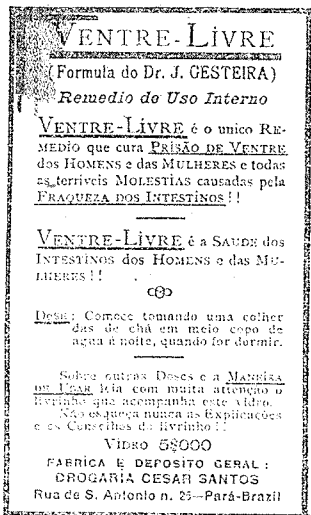 VENTRE-LIVRE
(Formula do Dr. J. GESTEIRA)
Remedio de Uso Interno
VENTRE-LIVRE é o unico RE-
MEDIO que cura PRISÃO DE VENTRE
dos HOMENS e das MULHERES e todas
as terriveis MOLESTIAS causadas pela
FRAQUEZA DOS INTESTINOS!!
VENTRE-LIVRE é a SAUDE dos
INTESTINOS dos HOMENS e das MU-
LHERES!!
DOSE: Comece tomando uma colher
das de chá em meio copo de
agua á noite, quando for dormir.
Sobre outras Doses e a MANEIRA
DE USAR leia com muita attenção o
livrinho que acompanha este vidro.
Não esqueça nunca as Explicações
e os Conselhos do livrinho!!
VIDRO 5$000
FABRICA E DEPOSITO GERAL:
DROGARIA CESAR SANTOS
Rua de S. Antonio n. 25—Pará-Brazil